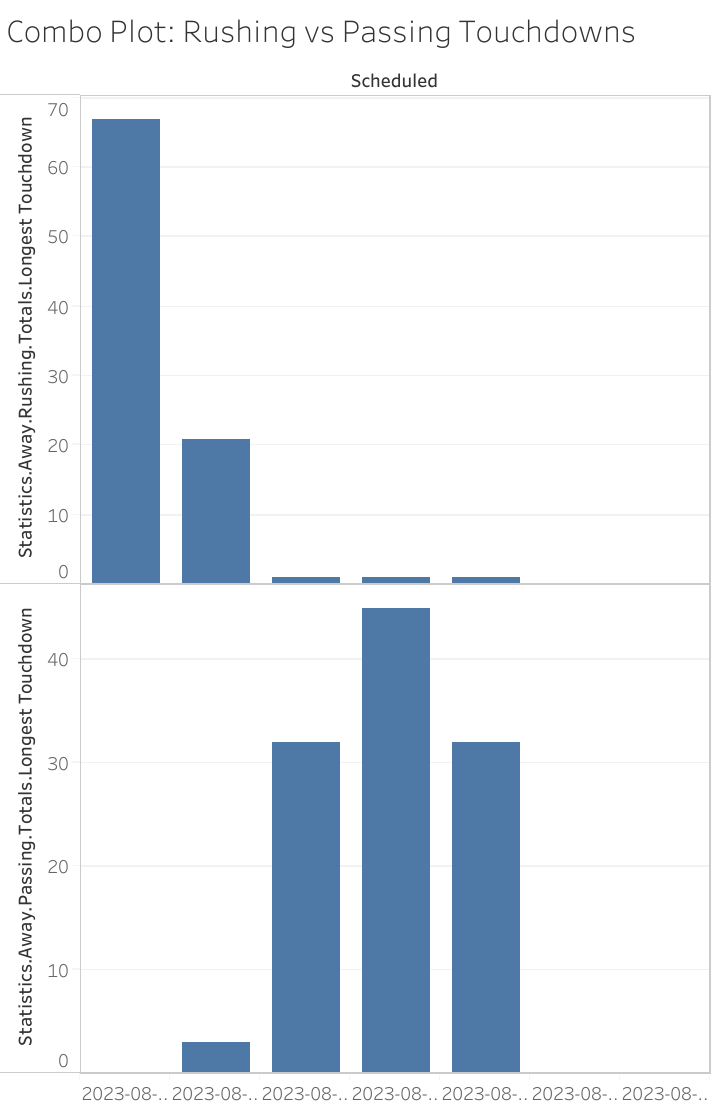 Combo Plot: Rushing vs Passing Touchdowns
Scheduled
Statistics.Away.Rushing.Totals.Longest Touchdown
70
60
50
40
30
20
10
0
Statistics.Away.Passing.Totals.Longest Touchdown
40
30
20
10
0
2023-08-.. 2023-08-.. 2023-08-.. 2023-08-.. 2023-08-.. 2023-08-.. 2023-08-..